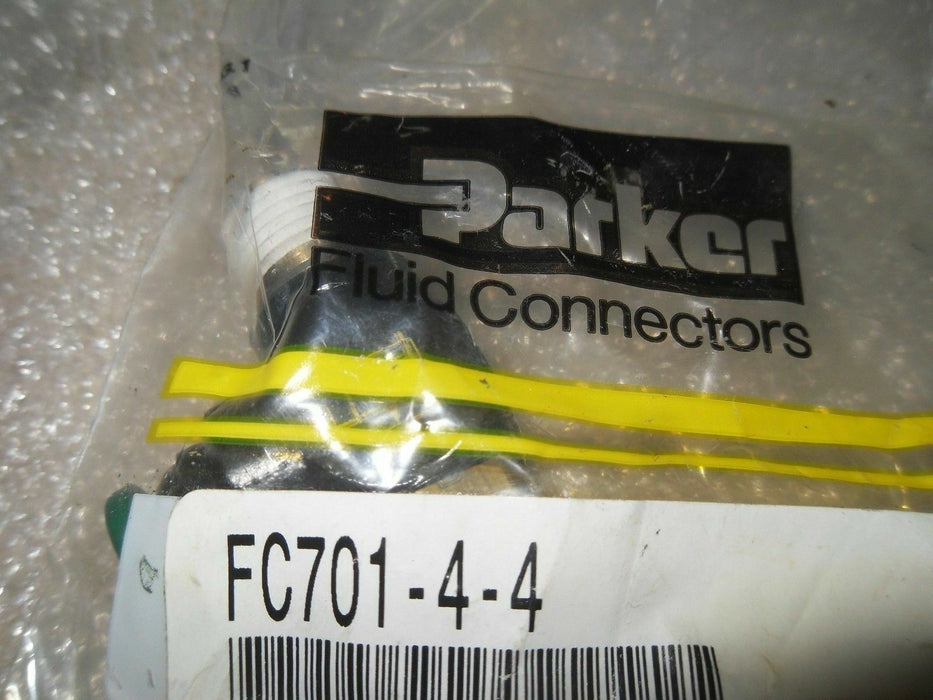 Parker
Fluid Connectors
FC701-4-4